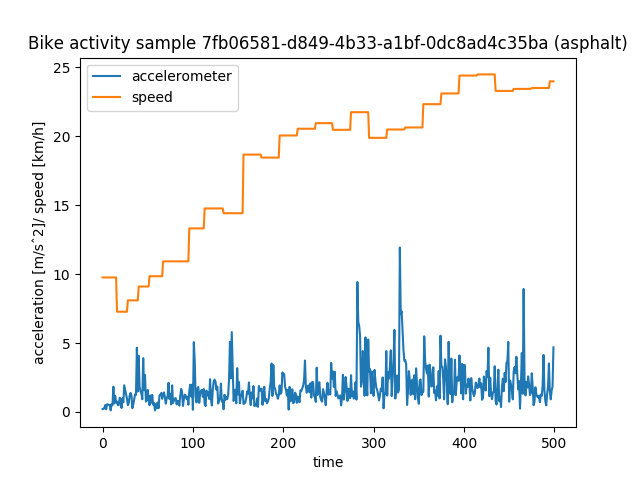 Bike activity sample 7fb06581-d849-4b33-a1bf-0dc8ad4c35ba (asphalt)
accelerometer
speed
acceleration [m/s^2]/ speed [km/h]
25
20
15
10
5
0
0 100 200 300 400 500
time